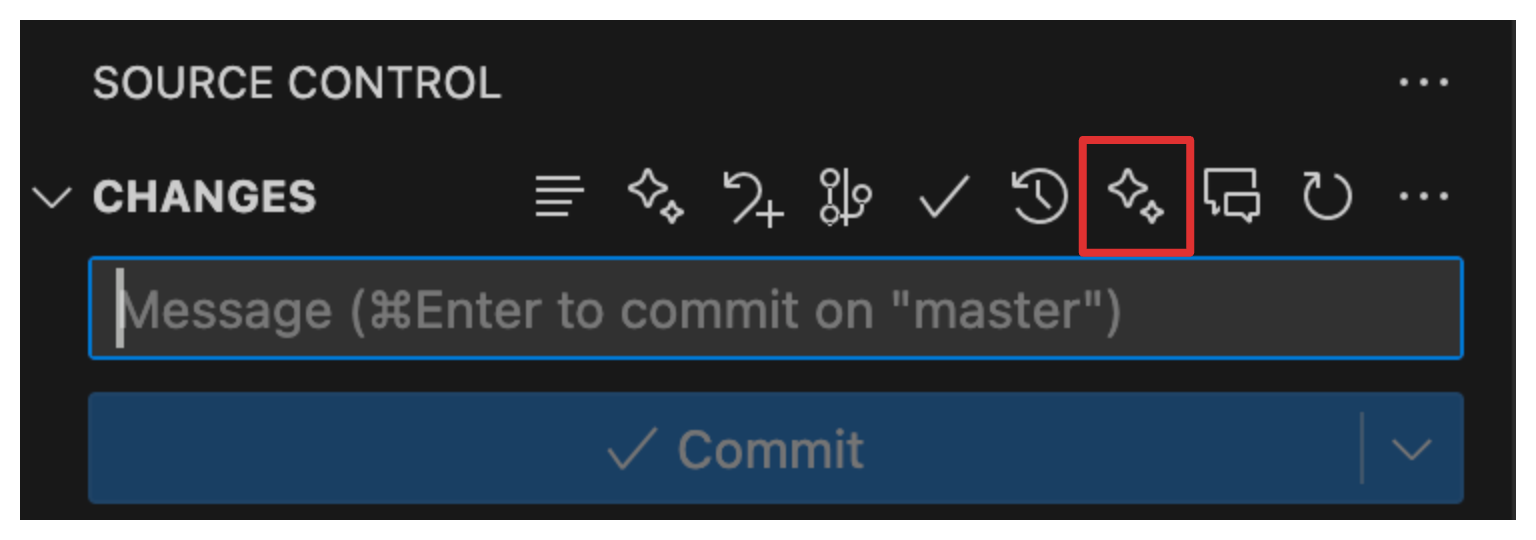 SOURCE CONTROL
CHANGES
Message (⌘Enter to commit on "master")
Commit